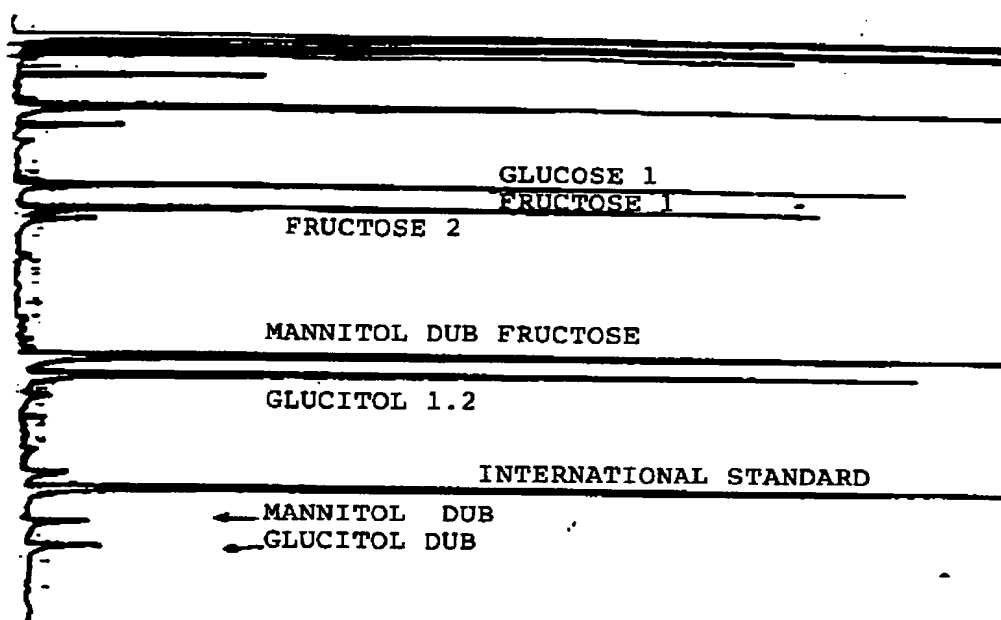 GLUCOSE 1
FRUCTOSE 1
FRUCTOSE 2
MANNITOL DUB FRUCTOSE
GLUCITOL 1.2
INTERNATIONAL STANDARD
MANNITOL DUB
GLUCITOL DUB